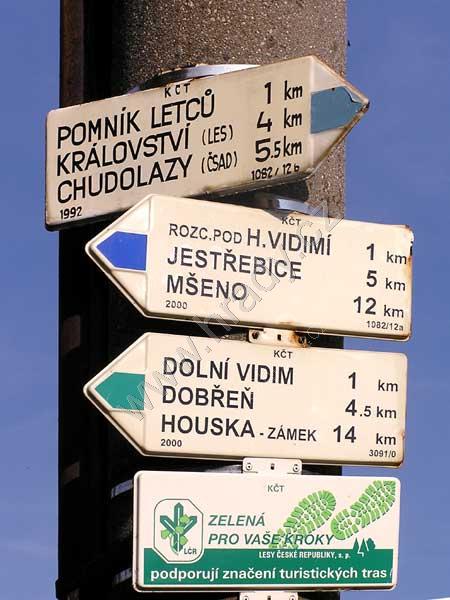 KČT
POMNÍK LETCŮ 1 km
KRÁLOVSTVÍ (LES) 4 km
CHUDOLAZY (ČSAD) 5.5 km
1992 1082/12b
KČT
ROZC. POD H. VIDIMÍ 1 km
JESTŘEBICE 5 km
MŠENO 12 km
2000 1082/12a
KČT
DOLNÍ VIDIM 1 km
DOBŘEŇ 4.5 km
HOUSKA - ZÁMEK 14 km
2000 3091/0
KČT
ZELENÁ
PRO VAŠE KROKY
LČR
LESY ČESKÉ REPUBLIKY, s. p.
podporují značení turistických tras
www.hrady.cz